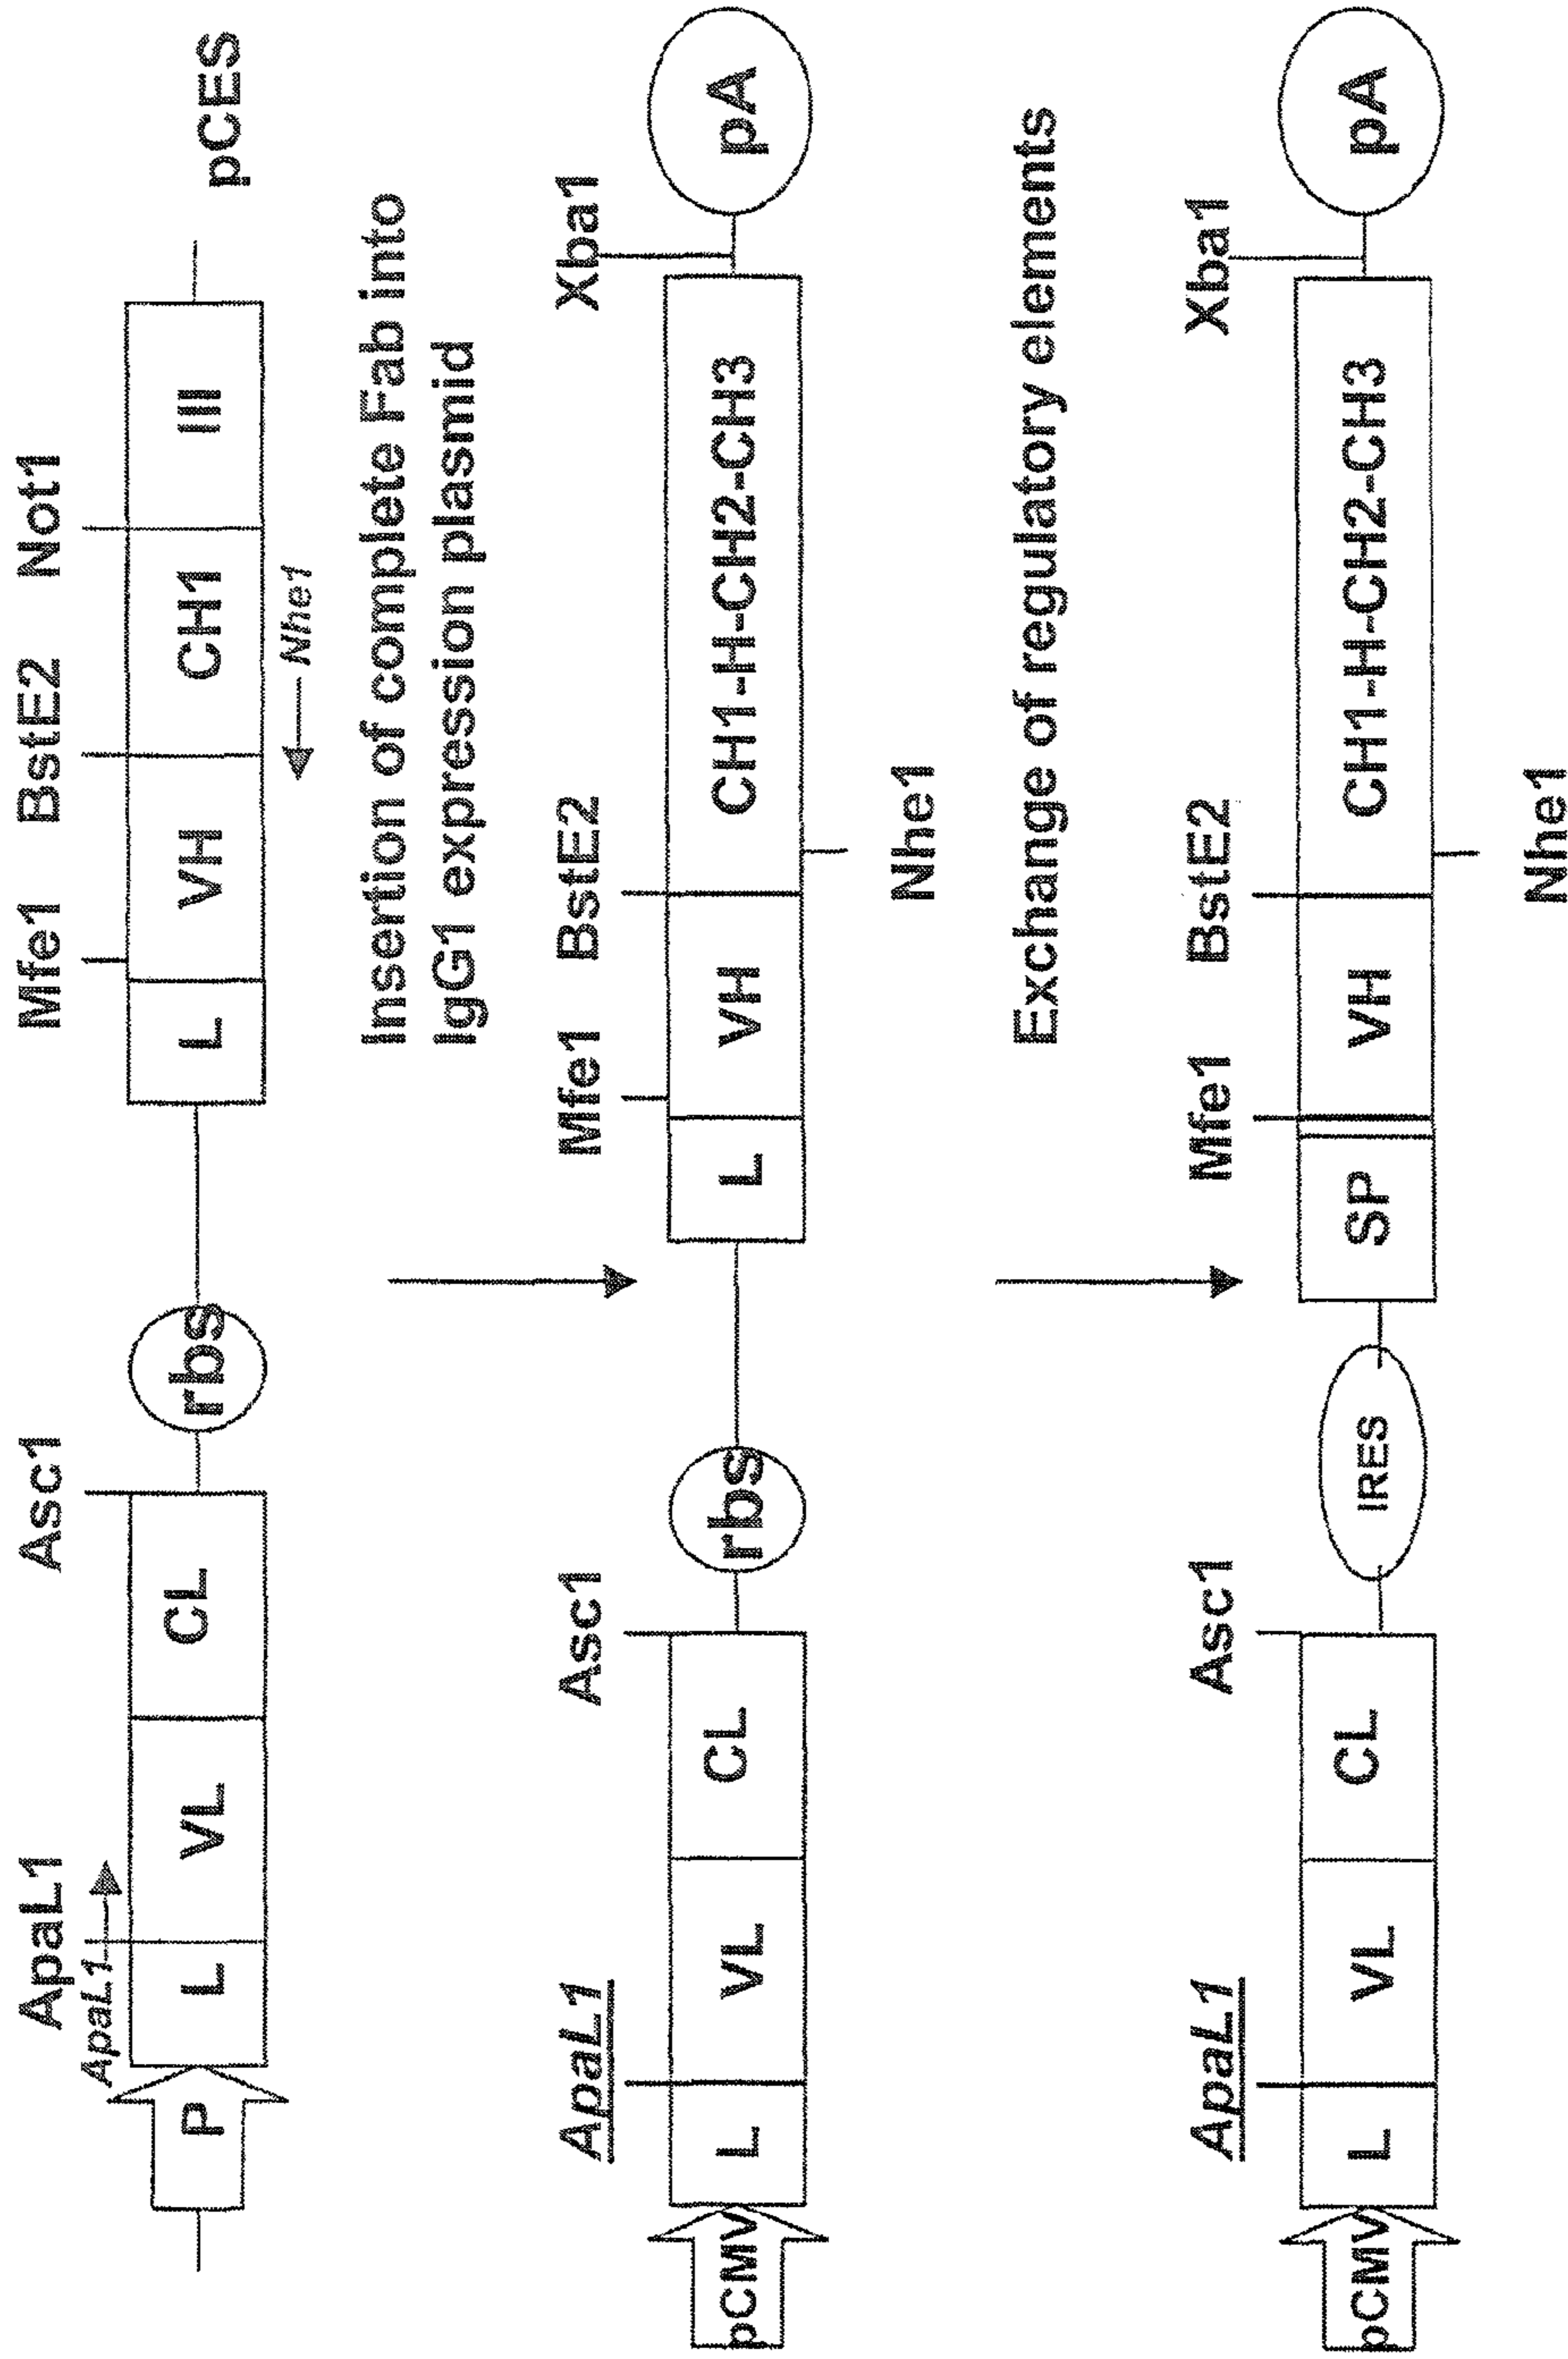 ApaL1 Asc1 Mfe1 BstE2 Not1
ApaL1
P L VL CL rbs L VH CH1 III pCES
Nhe1
Insertion of complete Fab into
IgG1 expression plasmid
ApaL1 Asc1 Mfe1 BstE2 Xba1
pCMV L VL CL rbs L VH CH1-H-CH2-CH3 pA
Nhe1
Exchange of regulatory elements
ApaL1 Asc1 Mfe1 BstE2 Xba1
pCMV L VL CL IRES SP VH CH1-H-CH2-CH3 pA
Nhe1